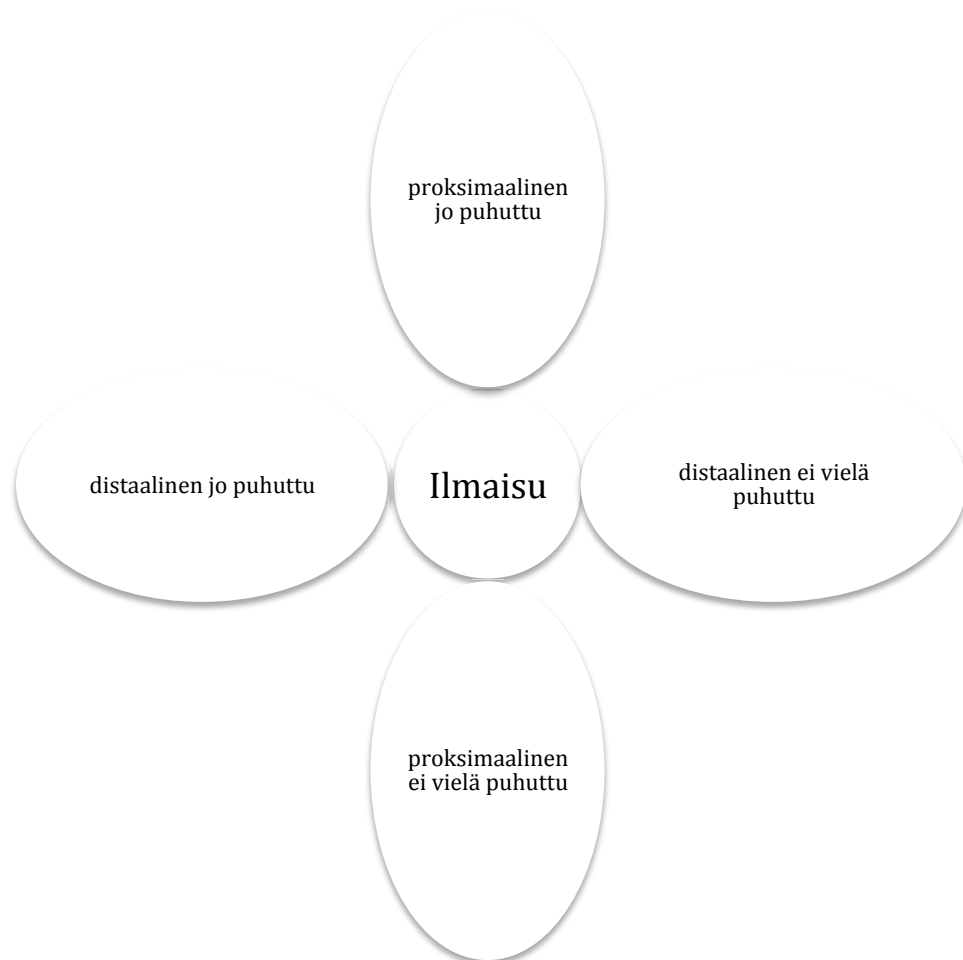 proksimaalinen
jo puhuttu
distaalinen jo puhuttu
Ilmaisu
distaalinen ei vielä
puhuttu
proksimaalinen
ei vielä puhuttu